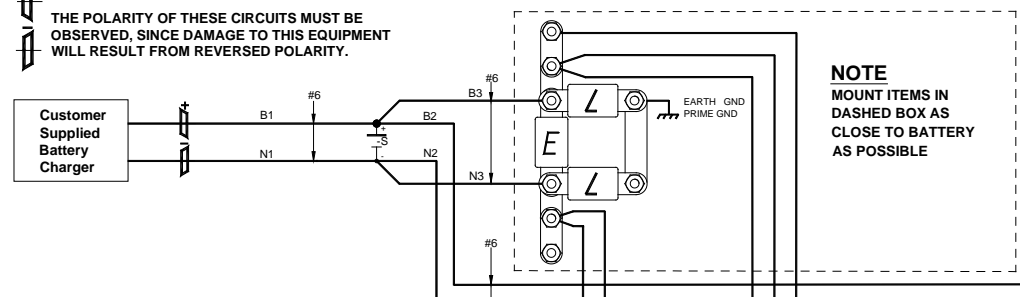 THE POLARITY OF THESE CIRCUITS MUST BE
OBSERVED, SINCE DAMAGE TO THIS EQUIPMENT
WILL RESULT FROM REVERSED POLARITY.
Customer
Supplied
Battery
Charger
+
-
#6
B1
N1
+
-S
-
#6
B3
B2
N2
N3
#6
L
E
L
EARTH GND
PRIME GND
NOTE
MOUNT ITEMS IN
DASHED BOX AS
CLOSE TO BATTERY
AS POSSIBLE